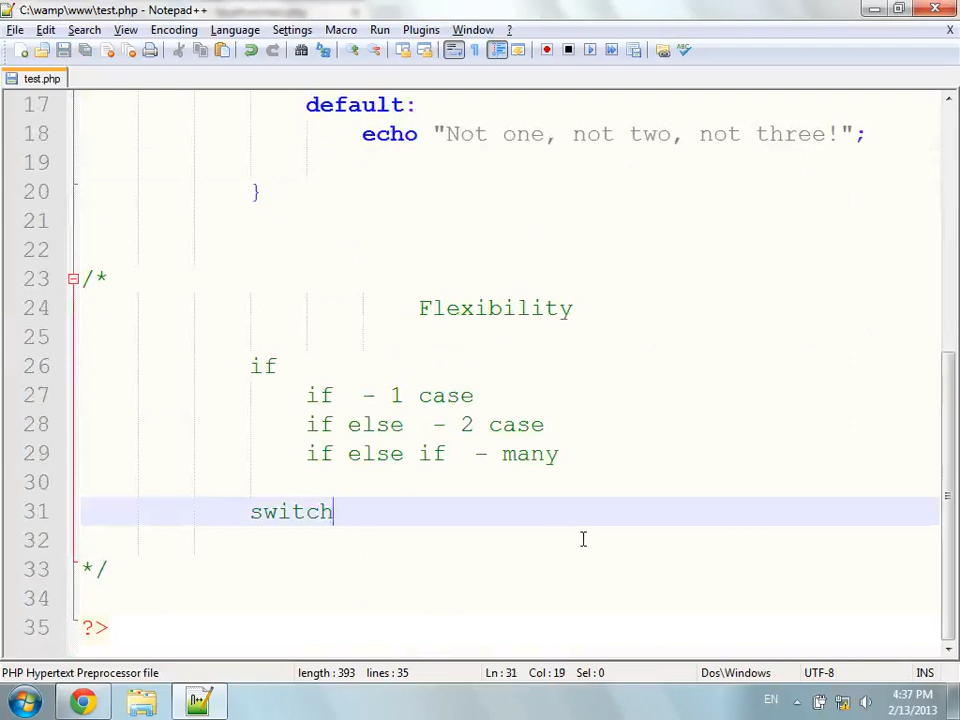 C:\wamp\www\test.php - Notepad++
File Edit Search View Encoding Language Settings Macro Run Plugins Window ? X
test.php
17 default:
18 echo "Not one, not two, not three!";
19
20 }
21
22
23 /*
24 Flexibility
25
26 if
27 if - 1 case
28 if else - 2 case
29 if else if - many
30
31 switch
32
33 */
34
35 ?>
PHP Hypertext Preprocessor file length : 393 lines : 35 Ln : 31 Col : 19 Sel : 0 Dos\Windows UTF-8 INS
EN 4:37 PM
2/13/2013